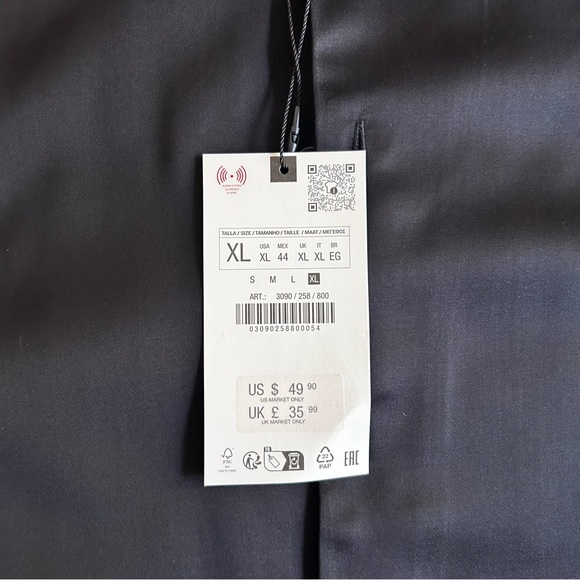 TALLA / SIZE / TAMANHO / TAILLE / MAAT / ΜΕΓΕΘΟΣ
XL USA XL MEX 44 UK XL IT XL BR EG
S M L XL
ART.: 3090 / 258 / 800
03090258800054
US $ 49 90
US MARKET ONLY
UK £ 35 99
UK MARKET ONLY
FSC
FR
22
PAP
EAC